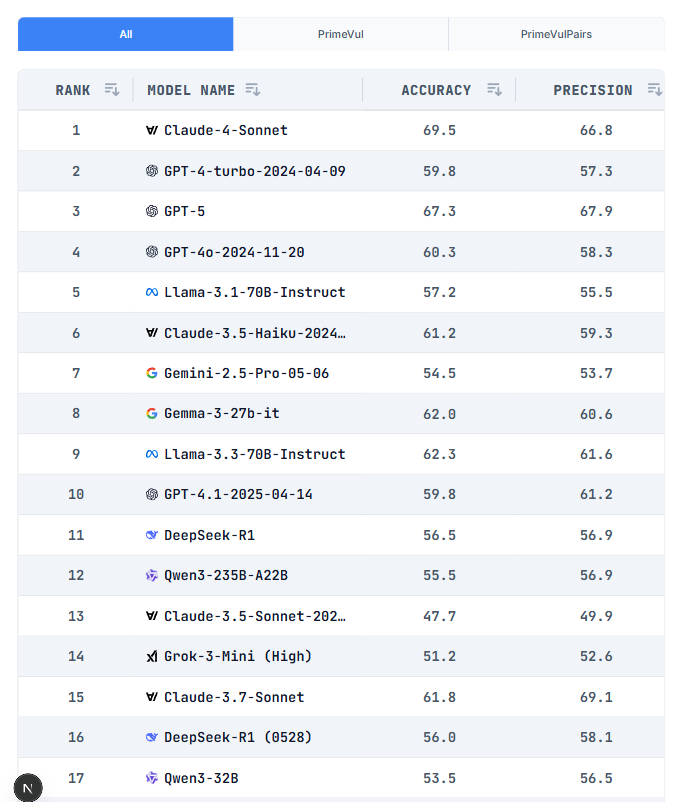 All PrimeVul PrimeVulPairs
RANK MODEL NAME ACCURACY PRECISION
1 Claude-4-Sonnet 69.5 66.8
2 GPT-4-turbo-2024-04-09 59.8 57.3
3 GPT-5 67.3 67.9
4 GPT-4o-2024-11-20 60.3 58.3
5 Llama-3.1-70B-Instruct 57.2 55.5
6 Claude-3.5-Haiku-2024… 61.2 59.3
7 Gemini-2.5-Pro-05-06 54.5 53.7
8 Gemma-3-27b-it 62.0 60.6
9 Llama-3.3-70B-Instruct 62.3 61.6
10 GPT-4.1-2025-04-14 59.8 61.2
11 DeepSeek-R1 56.5 56.9
12 Qwen3-235B-A22B 55.5 56.9
13 Claude-3.5-Sonnet-202… 47.7 49.9
14 Grok-3-Mini (High) 51.2 52.6
15 Claude-3.7-Sonnet 61.8 69.1
16 DeepSeek-R1 (0528) 56.0 58.1
17 Qwen3-32B 53.5 56.5
N